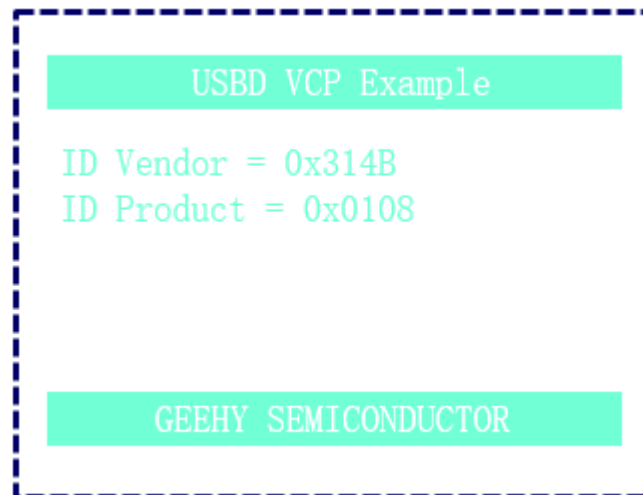 USBD VCP Example
ID Vendor = 0x314B
ID Product = 0x0108
GEEHY SEMICONDUCTOR